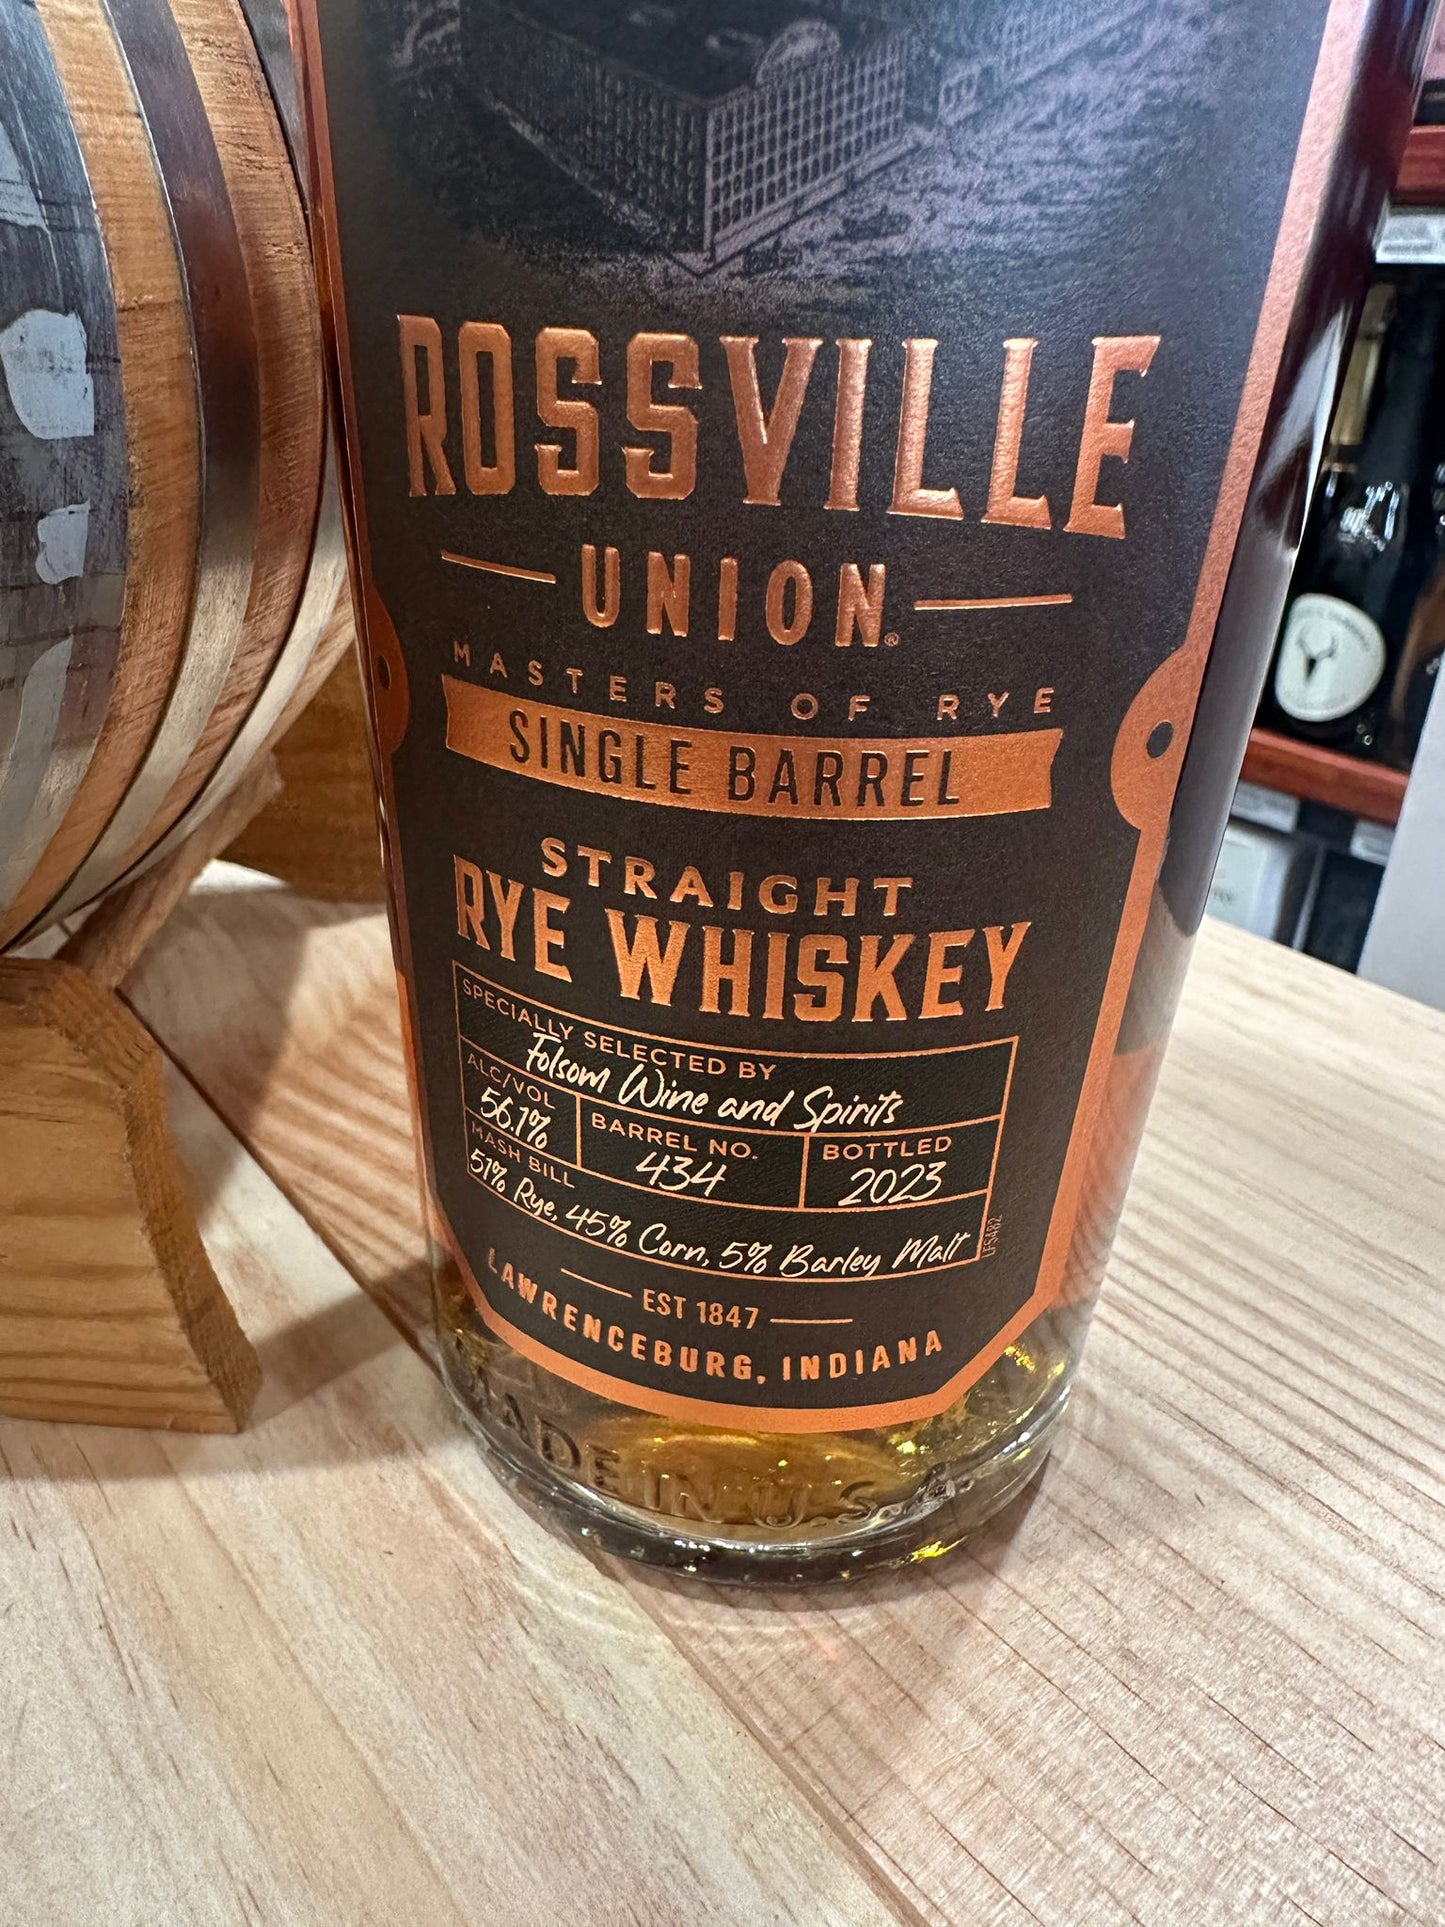 ROSSVILLE
UNION®
MASTERS OF RYE
SINGLE BARREL
STRAIGHT
RYE WHISKEY
SPECIALLY SELECTED BY
Folsom Wine and Spirits
ALC/VOL
56.1%
BARREL NO.
434
BOTTLED
2023
MASH BILL
51% Rye, 45% Corn, 5% Barley Malt
LFS482
EST 1847
LAWRENCEBURG, INDIANA
MADE IN U.S.A.